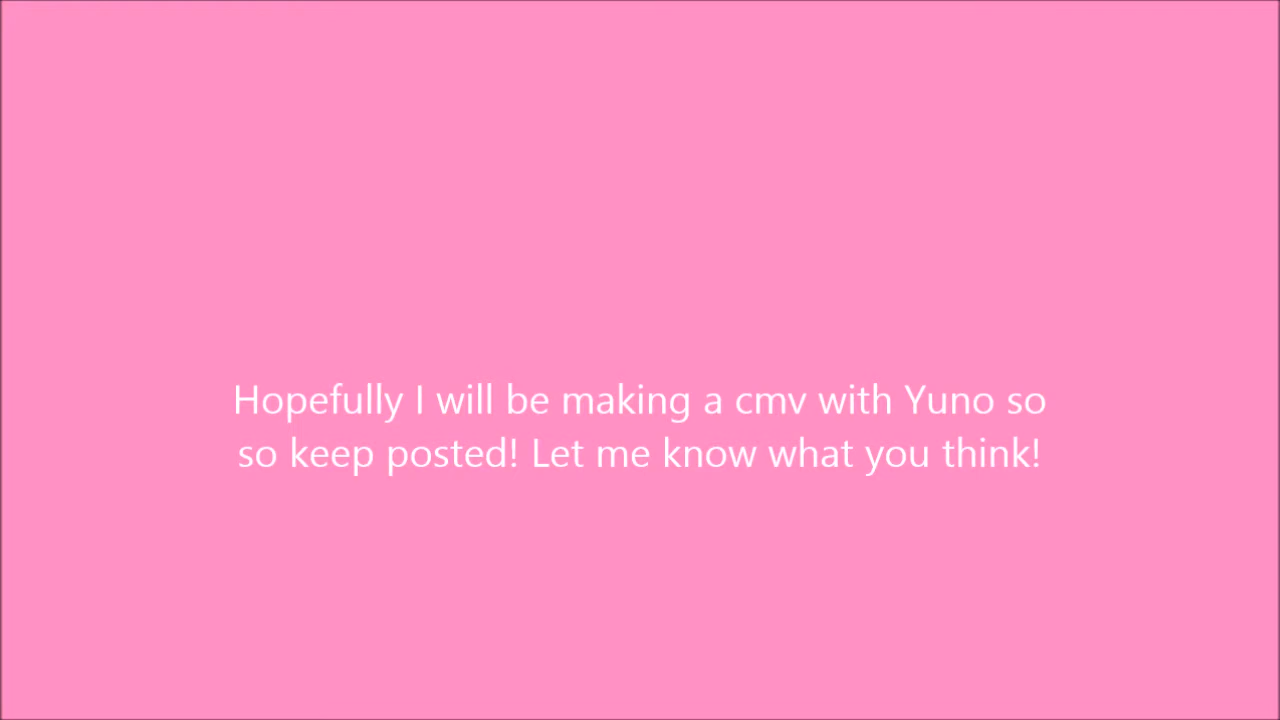 Hopefully I will be making a cmv with Yuno so
so keep posted! Let me know what you think!